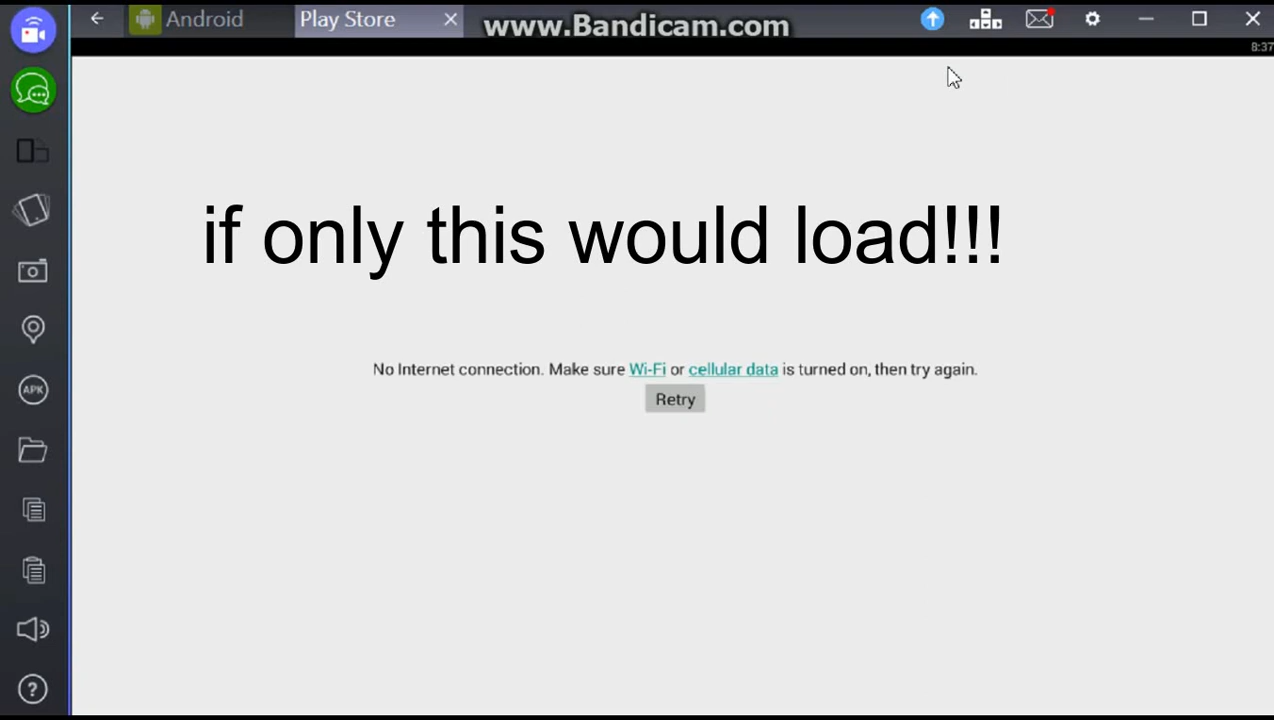 Android
Play Store
www.Bandicam.com
8:37
if only this would load!!!
No Internet connection. Make sure Wi-Fi or cellular data is turned on, then try again.
Retry
APK